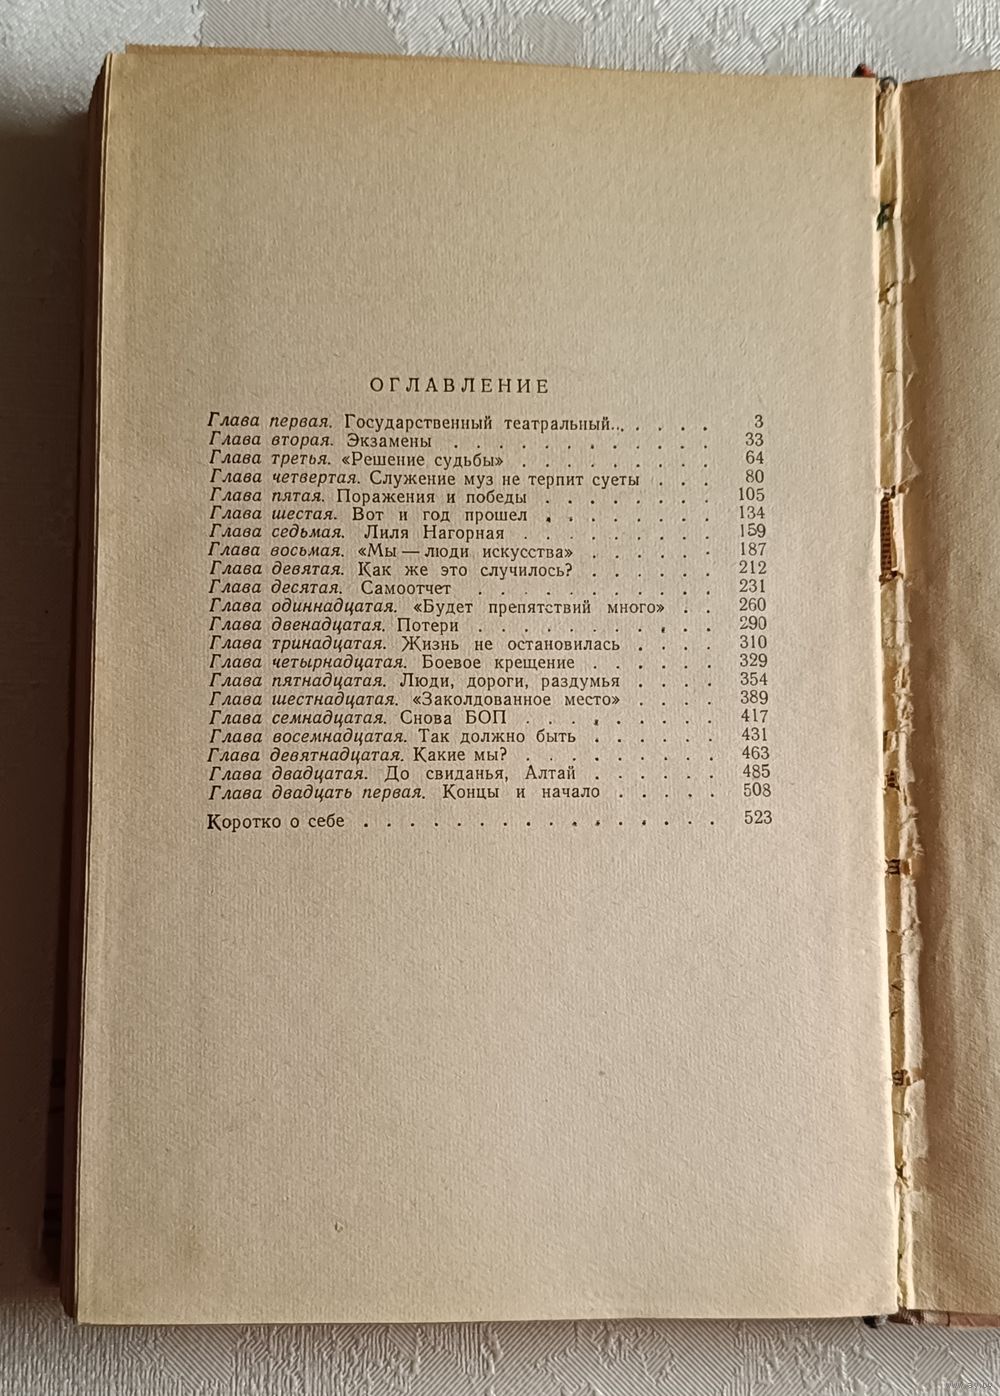 ОГЛАВЛЕНИЕ
Глава первая. Государственный театральный... . . . . 3
Глава вторая. Экзамены . . . . . . . . . . . . 33
Глава третья. «Решение судьбы» . . . . . . . . . 64
Глава четвертая. Служение муз не терпит суеты . . . 80
Глава пятая. Поражения и победы . . . . . . . . 105
Глава шестая. Вот и год прошел . . . . . . . . 134
Глава седьмая. Лиля Нагорная . . . . . . . . . 159
Глава восьмая. «Мы — люди искусства» . . . . . . 187
Глава девятая. Как же это случилось? . . . . . . 212
Глава десятая. Самоотчет . . . . . . . . . . . 231
Глава одиннадцатая. «Будет препятствий много» . . 260
Глава двенадцатая. Потери . . . . . . . . . . . 290
Глава тринадцатая. Жизнь не остановилась . . . . 310
Глава четырнадцатая. Боевое крещение . . . . . . 329
Глава пятнадцатая. Люди, дороги, раздумья . . . . 354
Глава шестнадцатая. «Заколдованное место» . . . . 389
Глава семнадцатая. Снова БОП . . . . . . . . . 417
Глава восемнадцатая. Так должно быть . . . . . . 431
Глава девятнадцатая. Какие мы? . . . . . . . . . 463
Глава двадцатая. До свиданья, Алтай . . . . . . 485
Глава двадцать первая. Концы и начало . . . . . 508
Коротко о себе . . . . . . . . . . . . . . . . 523